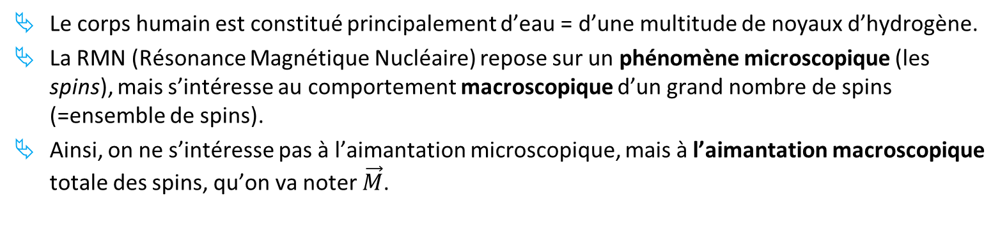 Le corps humain est constitué principalement d’eau = d’une multitude de noyaux d’hydrogène.
La RMN (Résonance Magnétique Nucléaire) repose sur un phénomène microscopique (les
spins), mais s’intéresse au comportement macroscopique d’un grand nombre de spins
(=ensemble de spins).
Ainsi, on ne s’intéresse pas à l’aimantation microscopique, mais à l’aimantation macroscopique
totale des spins, qu’on va noter M⃗.